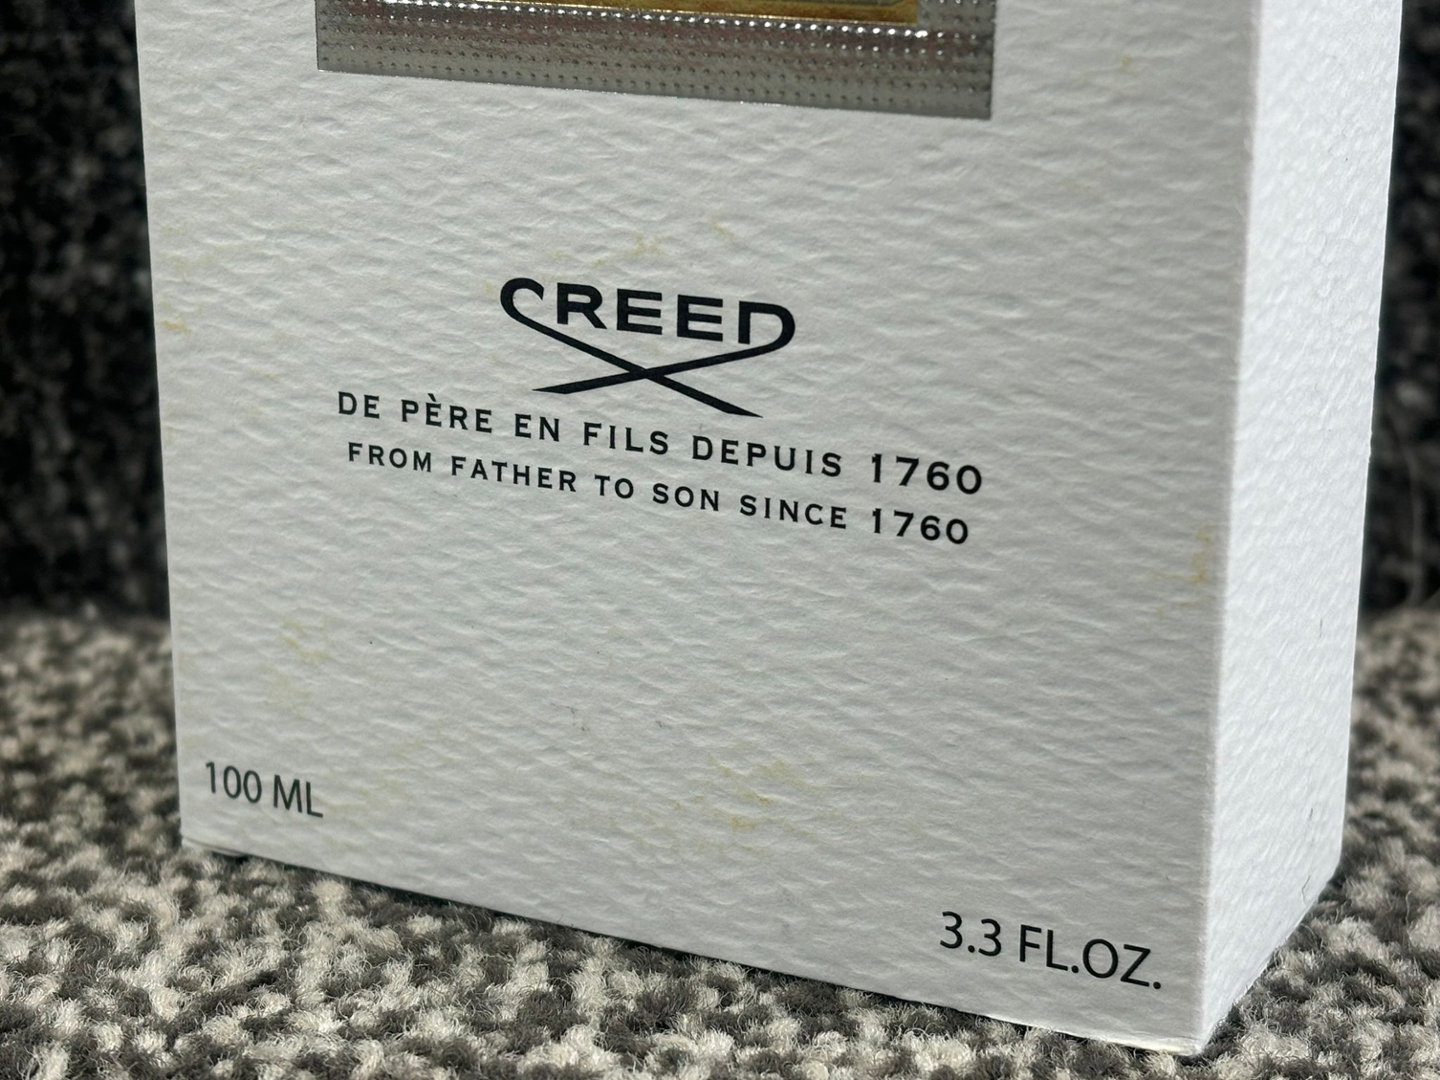 CREED
DE PÈRE EN FILS DEPUIS 1760
FROM FATHER TO SON SINCE 1760
100 ML
3.3 FL.OZ.